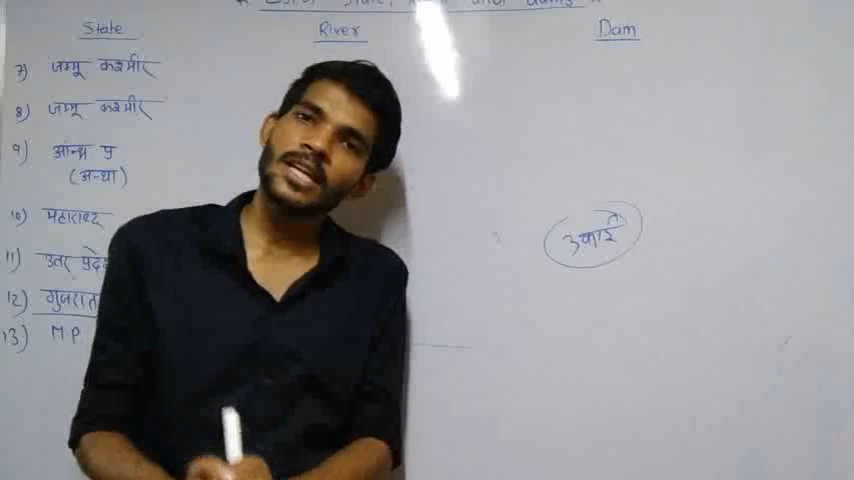 State River Dam
7) जम्मू कश्मीर
8) जम्मू कश्मीर
9) आन्ध्र प्र
(अन्धा)
उकाई
10) महाराष्ट्र
11) उत्तर प्रदे
12) गुजरात
13) MP